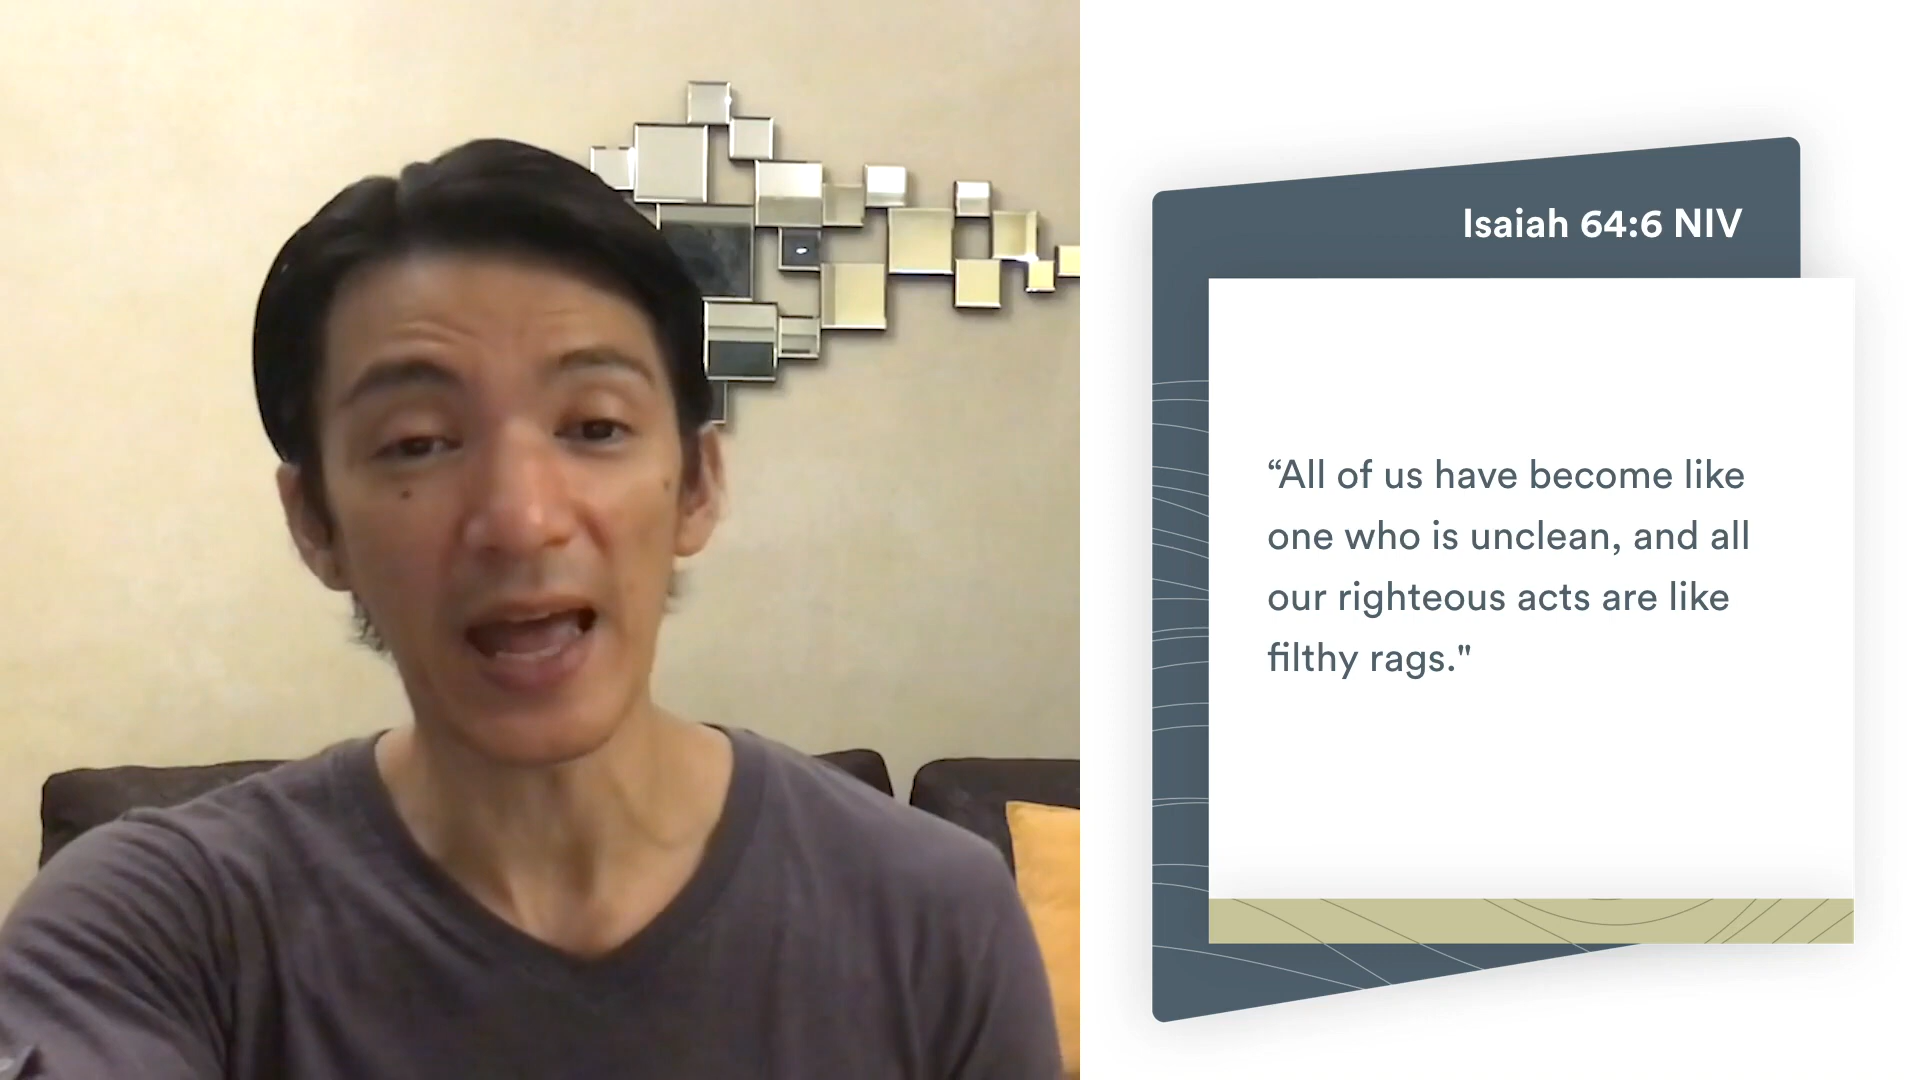 Isaiah 64:6 NIV
“All of us have become like
one who is unclean, and all
our righteous acts are like
filthy rags."